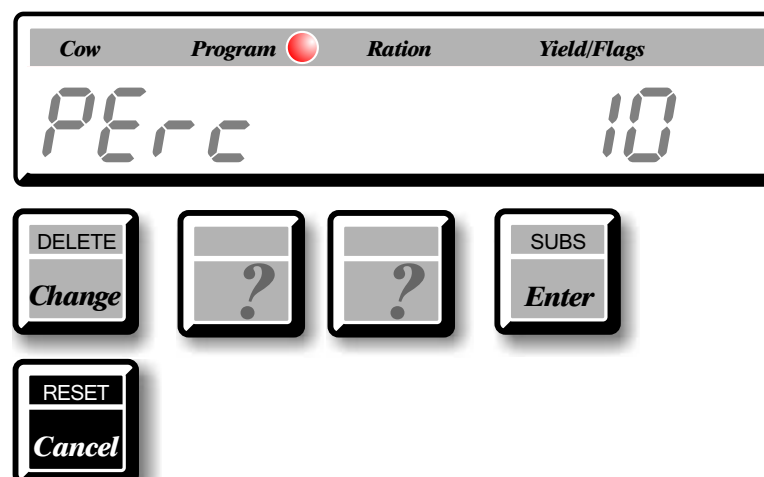 Cow Program Ration Yield/Flags
PErc 10
DELETE ? ? SUBS
Change Enter
RESET
Cancel